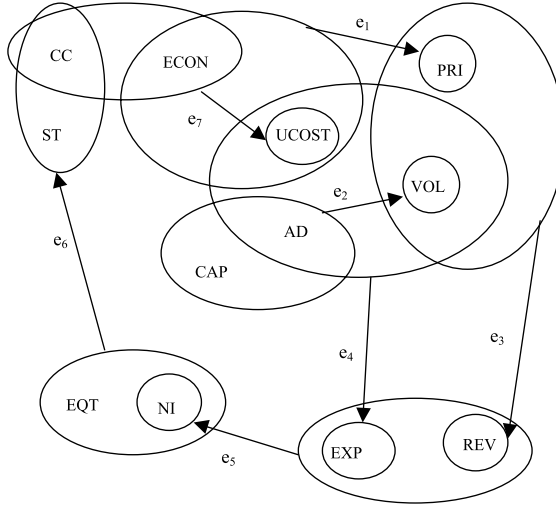 e1
CC
ECON
PRI
e7
ST
UCOST
e2
VOL
AD
e6
CAP
e3
e4
EQT
NI
REV
EXP
e5